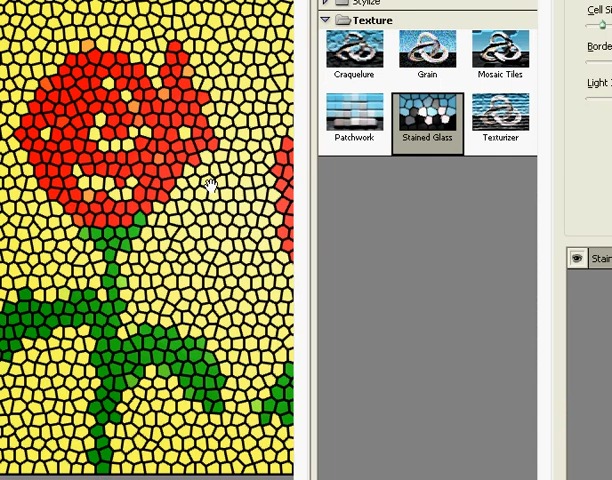 Stylize
Texture
Craquelure
Grain
Mosaic Tiles
Patchwork
Stained Glass
Texturizer
Cell Si
Borde
Light
Stain